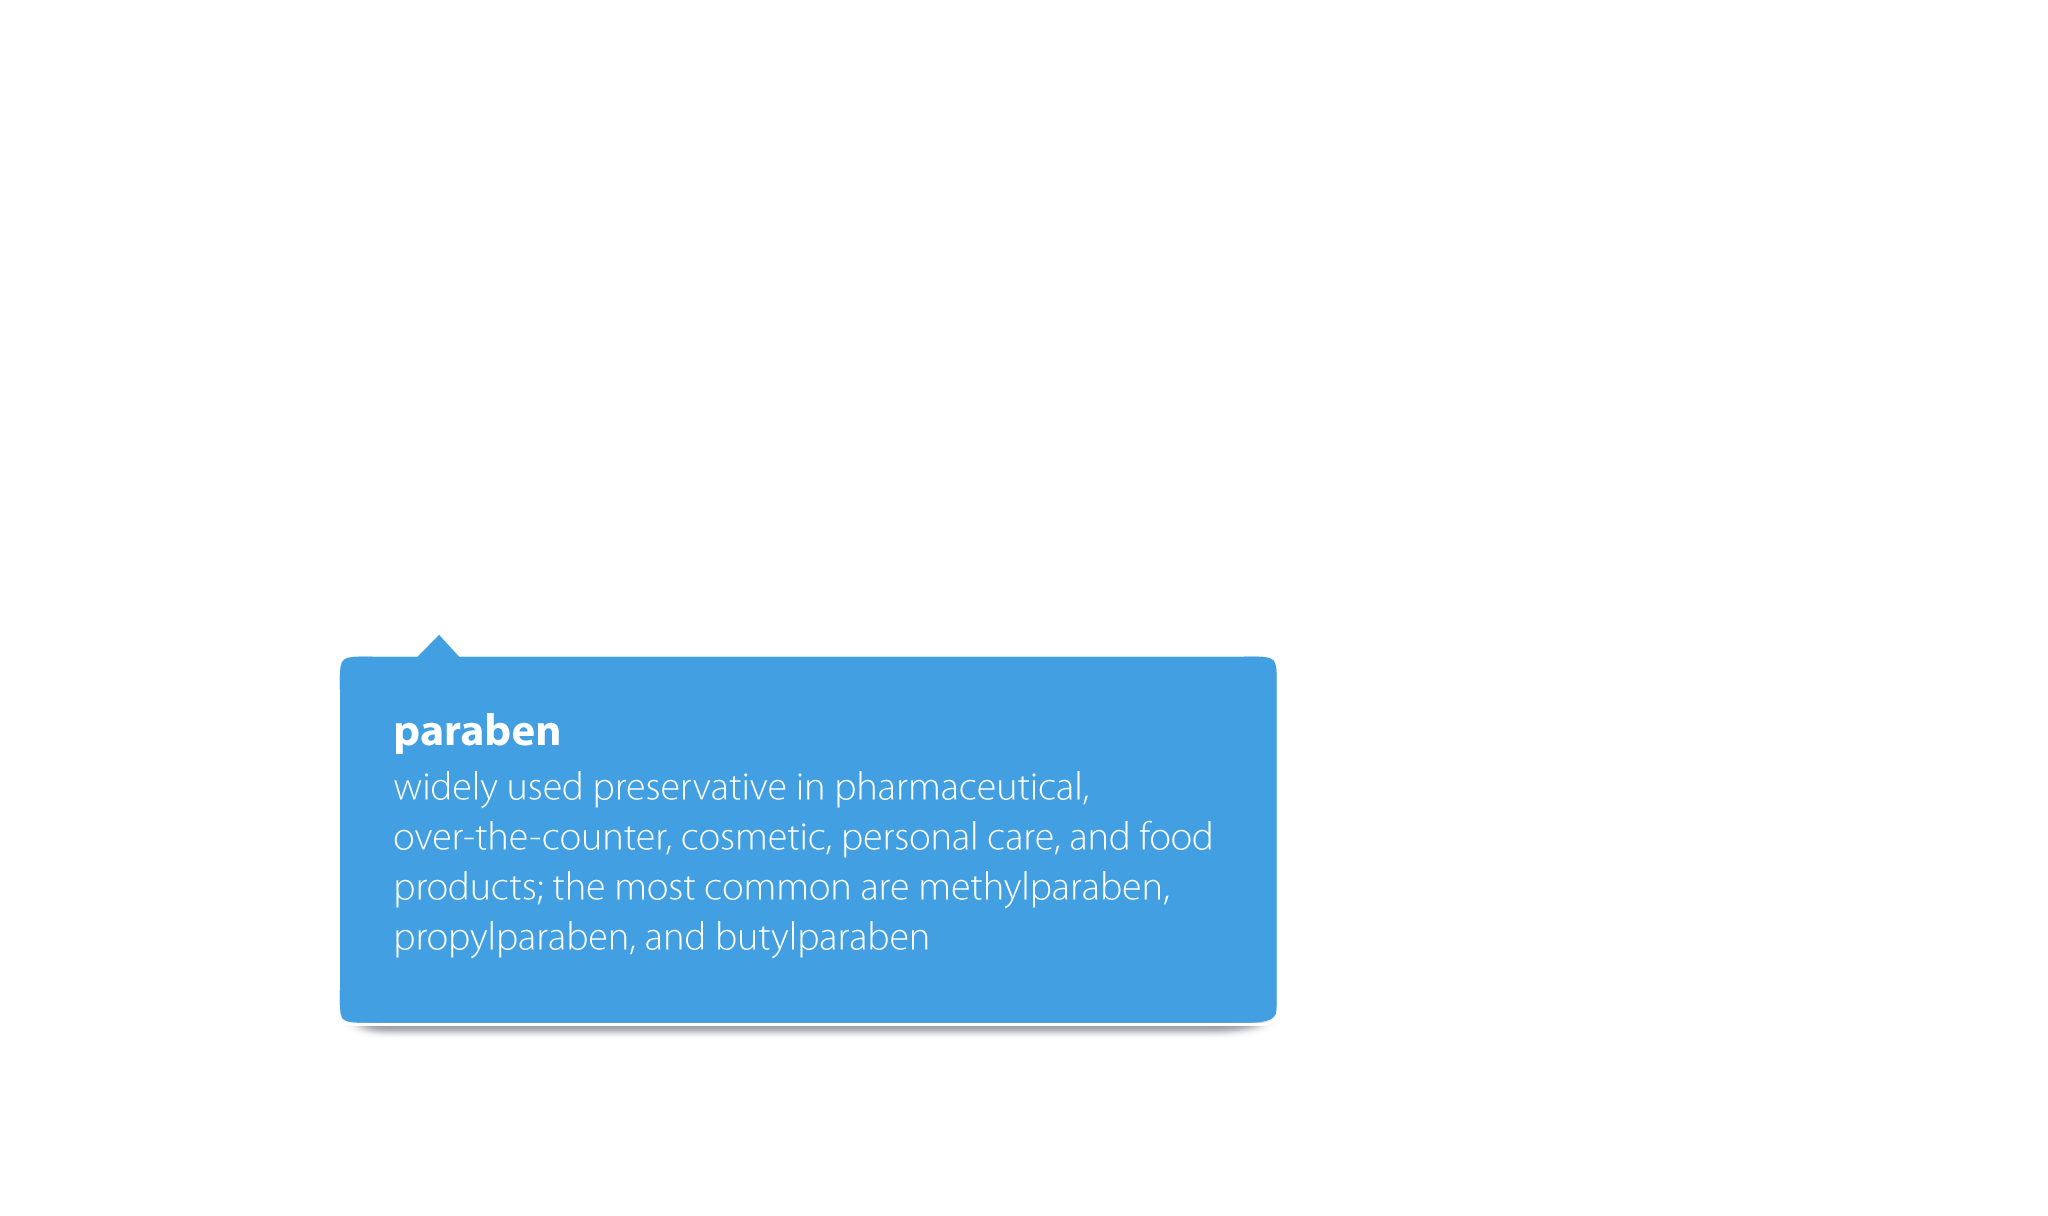 paraben
widely used preservative in pharmaceutical,
over-the-counter, cosmetic, personal care, and food
products; the most common are methylparaben,
propylparaben, and butylparaben